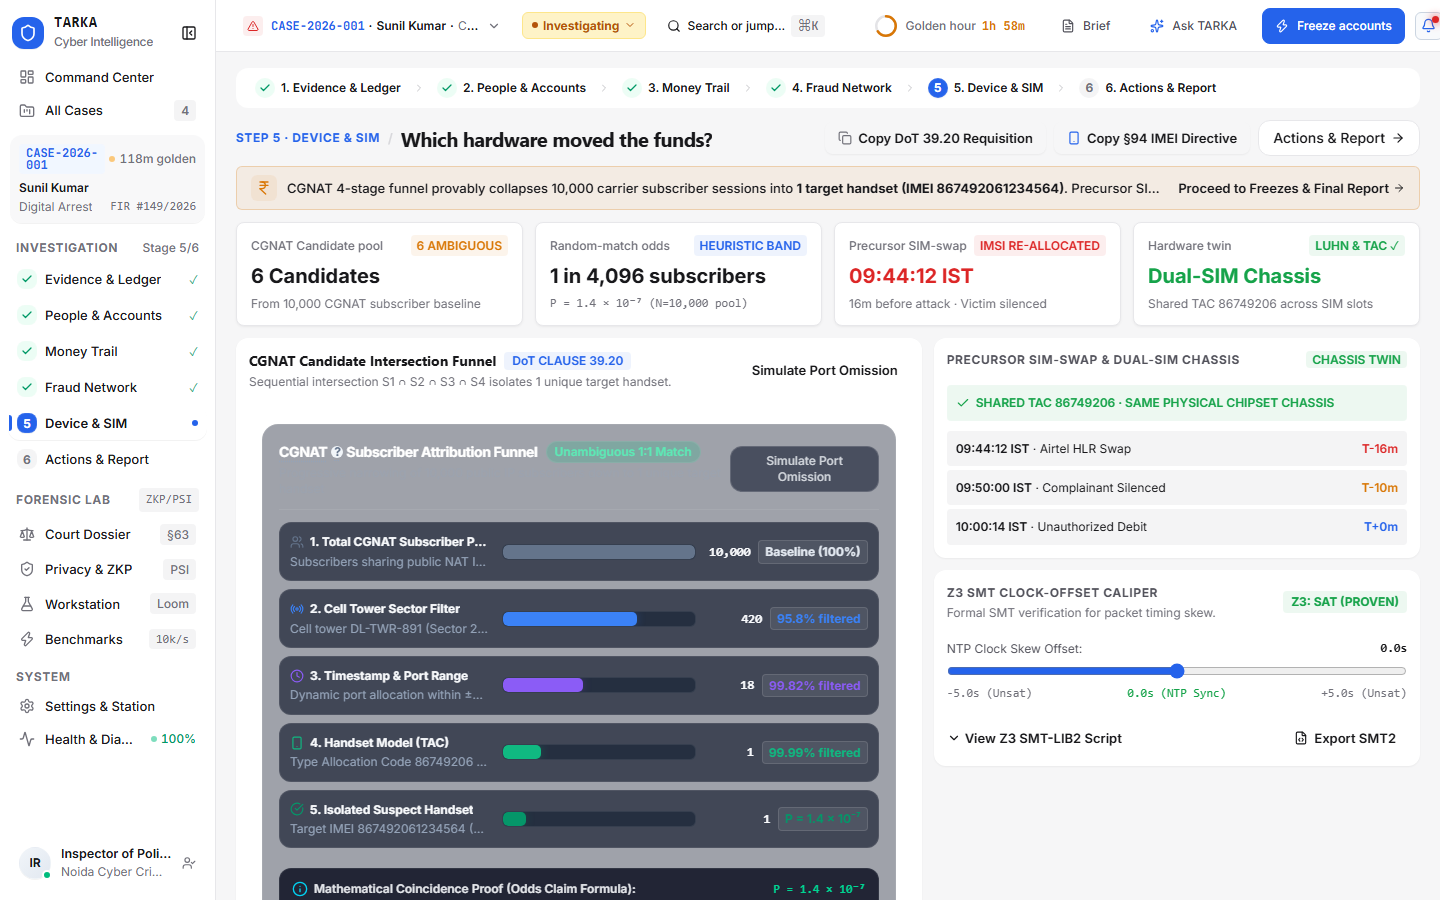 TARKA
Cyber Intelligence
Command Center
All Cases 4
CASE-2026-001
118m golden
Sunil Kumar
Digital Arrest FIR #149/2026
INVESTIGATION Stage 5/6
Evidence & Ledger ✓
People & Accounts ✓
Money Trail ✓
Fraud Network ✓
5 Device & SIM
6 Actions & Report
FORENSIC LAB ZKP/PSI
Court Dossier §63
Privacy & ZKP PSI
Workstation Loom
Benchmarks 10k/s
SYSTEM
Settings & Station
Health & Dia... 100%
IR Inspector of Poli...
Noida Cyber Cri...
CASE-2026-001 · Sunil Kumar · C...
Investigating
Search or jump... ⌘K
Golden hour 1h 58m
Brief
Ask TARKA
Freeze accounts
1. Evidence & Ledger
2. People & Accounts
3. Money Trail
4. Fraud Network
5 5. Device & SIM
6 6. Actions & Report
STEP 5 · DEVICE & SIM / Which hardware moved the funds?
Copy DoT 39.20 Requisition
Copy §94 IMEI Directive
Actions & Report →
₹ CGNAT 4-stage funnel provably collapses 10,000 carrier subscriber sessions into 1 target handset (IMEI 867492061234564). Precursor SI... Proceed to Freezes & Final Report →
CGNAT Candidate pool 6 AMBIGUOUS
6 Candidates
From 10,000 CGNAT subscriber baseline
Random-match odds HEURISTIC BAND
1 in 4,096 subscribers
P = 1.4 × 10⁻⁷ (N=10,000 pool)
Precursor SIM-swap IMSI RE-ALLOCATED
09:44:12 IST
16m before attack · Victim silenced
Hardware twin LUHN & TAC ✓
Dual-SIM Chassis
Shared TAC 86749206 across SIM slots
CGNAT Candidate Intersection Funnel DoT CLAUSE 39.20
Sequential intersection S1 ∩ S2 ∩ S3 ∩ S4 isolates 1 unique target handset.
Simulate Port Omission
CGNAT ? Subscriber Attribution Funnel Unambiguous 1:1 Match
Simulate Port
Omission
1. Total CGNAT Subscriber P... 10,000 Baseline (100%)
Subscribers sharing public NAT I...
2. Cell Tower Sector Filter 420 95.8% filtered
Cell tower DL-TWR-891 (Sector 2...
3. Timestamp & Port Range 18 99.82% filtered
Dynamic port allocation within ±...
4. Handset Model (TAC) 1 99.99% filtered
Type Allocation Code 86749206 ...
5. Isolated Suspect Handset 1 P = 1.4 × 10⁻⁷
Target IMEI 867492061234564 (...
Mathematical Coincidence Proof (Odds Claim Formula): P = 1.4 × 10⁻⁷
PRECURSOR SIM-SWAP & DUAL-SIM CHASSIS CHASSIS TWIN
✓ SHARED TAC 86749206 · SAME PHYSICAL CHIPSET CHASSIS
09:44:12 IST · Airtel HLR Swap T-16m
09:50:00 IST · Complainant Silenced T-10m
10:00:14 IST · Unauthorized Debit T+0m
Z3 SMT CLOCK-OFFSET CALIPER
Formal SMT verification for packet timing skew.
Z3: SAT (PROVEN)
NTP Clock Skew Offset: 0.0s
-5.0s (Unsat) 0.0s (NTP Sync) +5.0s (Unsat)
View Z3 SMT-LIB2 Script
Export SMT2